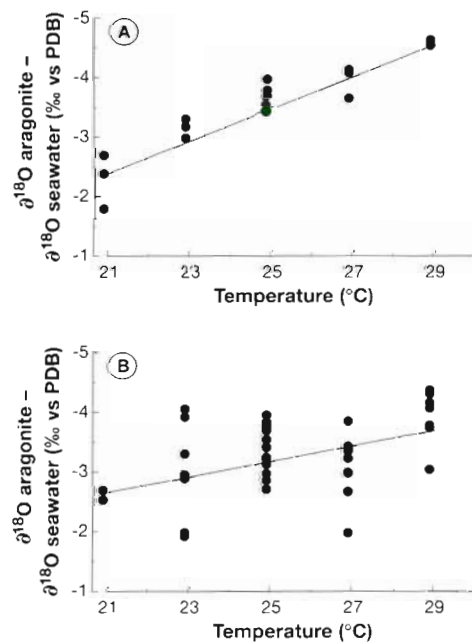 A
∂18O aragonite –
∂18O seawater (‰ vs PDB)
-5
-4
-3
-2
-1
21 23 25 27 29
Temperature (°C)
B
∂18O aragonite –
∂18O seawater (‰ vs PDB)
-5
-4
-3
-2
-1
21 23 25 27 29
Temperature (°C)